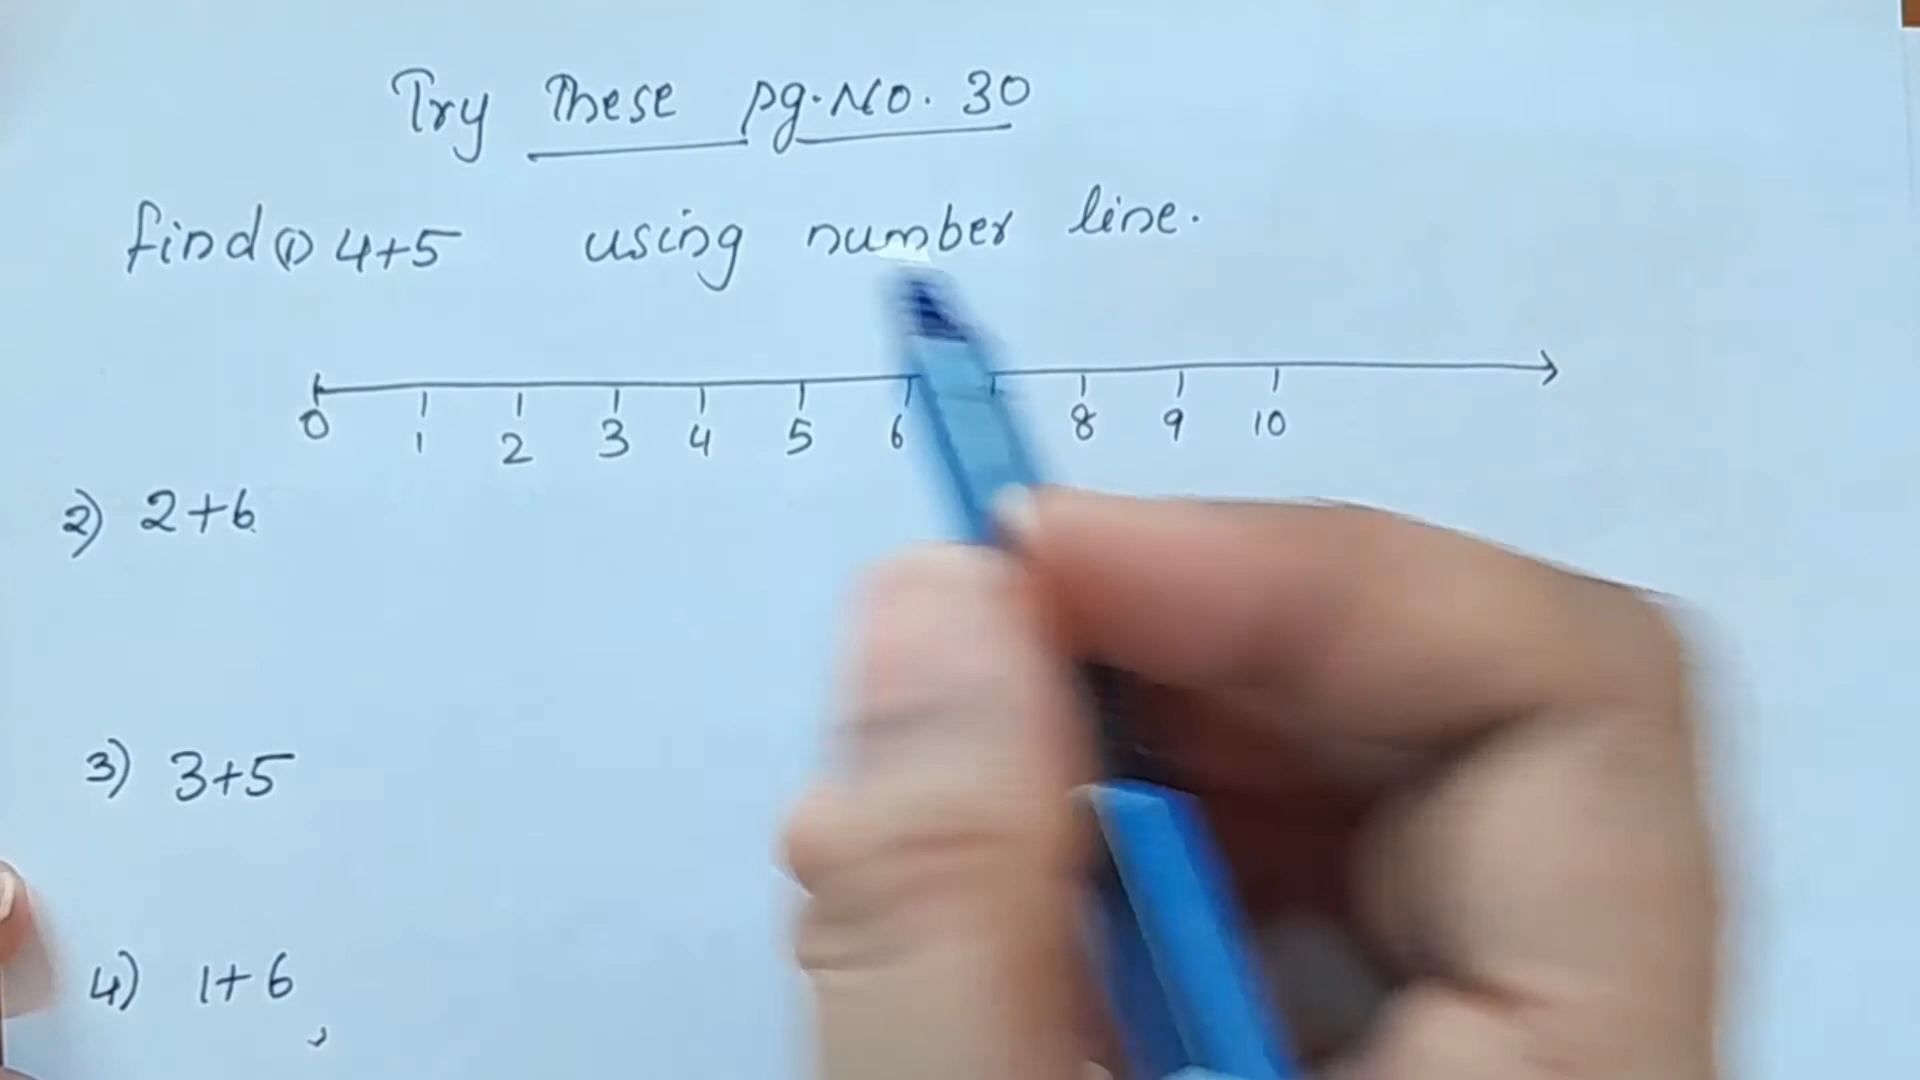 Try These pg.No. 30
find ① 4+5 using number line.
0 1 2 3 4 5 6 8 9 10
2) 2+6
3) 3+5
4) 1+6,